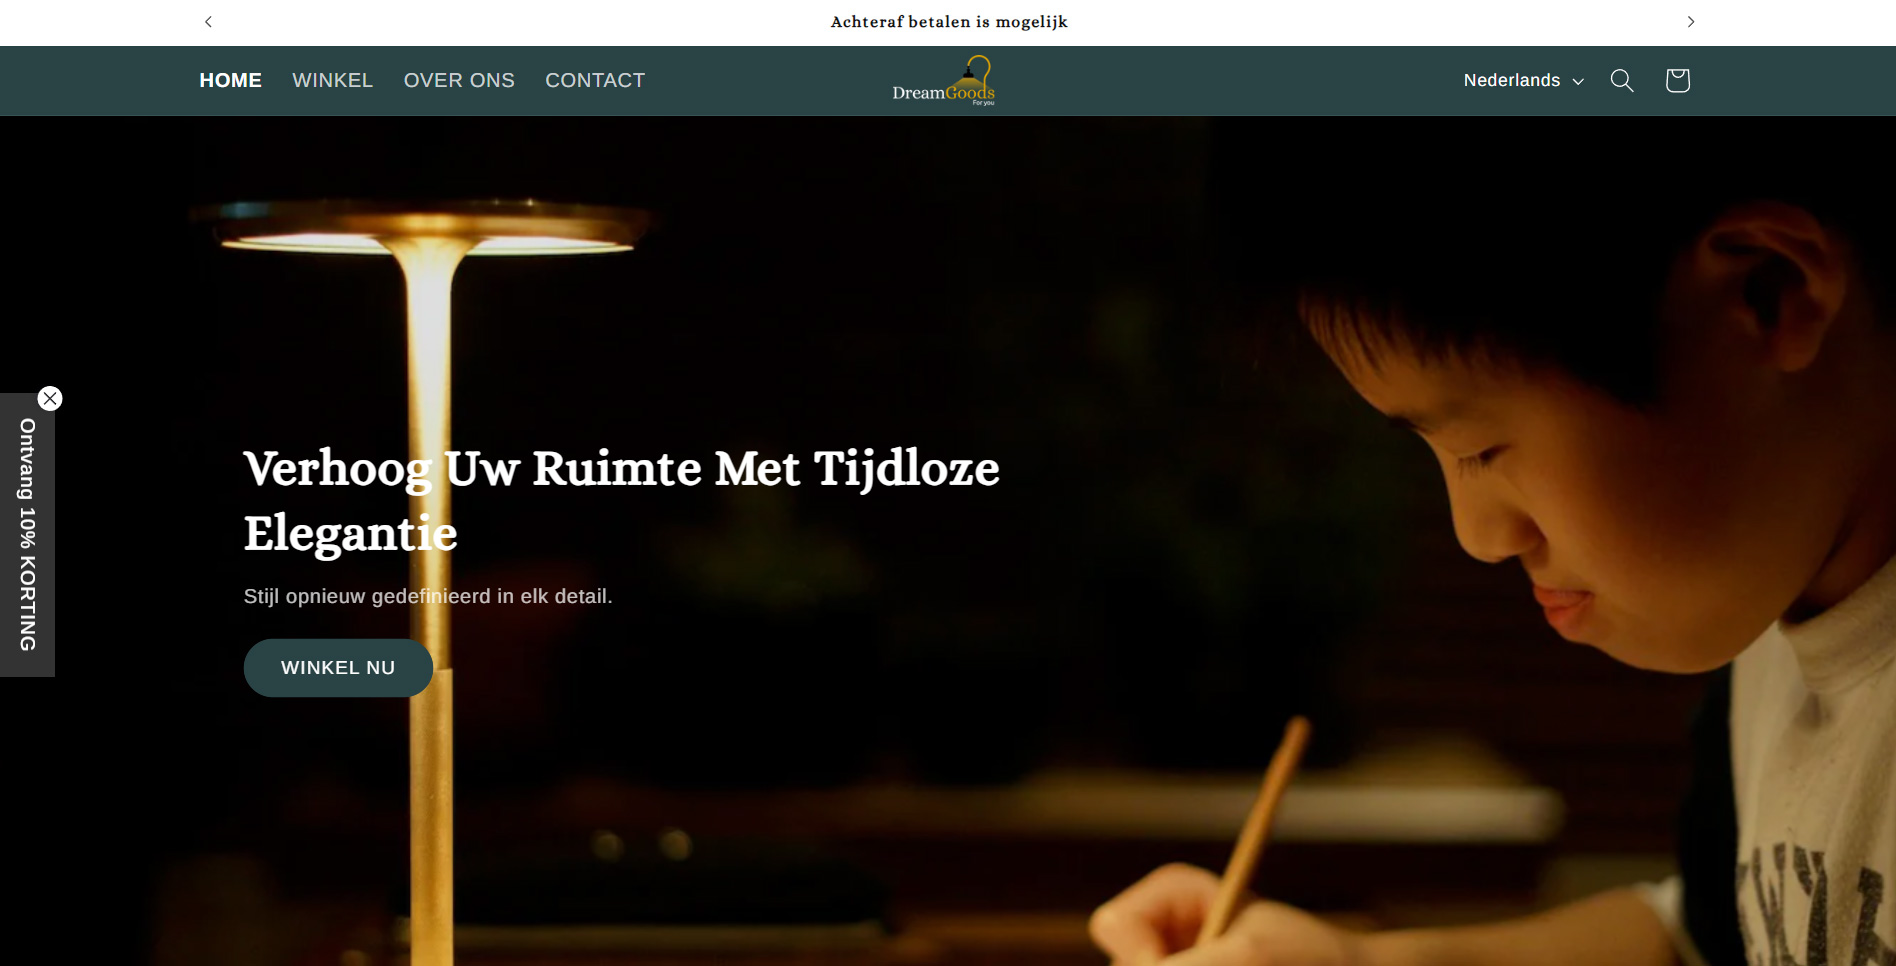 Achteraf betalen is mogelijk
HOME WINKEL OVER ONS CONTACT
DreamGoods
For you
Nederlands
Ontvang 10% KORTING
Verhoog Uw Ruimte Met Tijdloze
Elegantie
Stijl opnieuw gedefinieerd in elk detail.
WINKEL NU